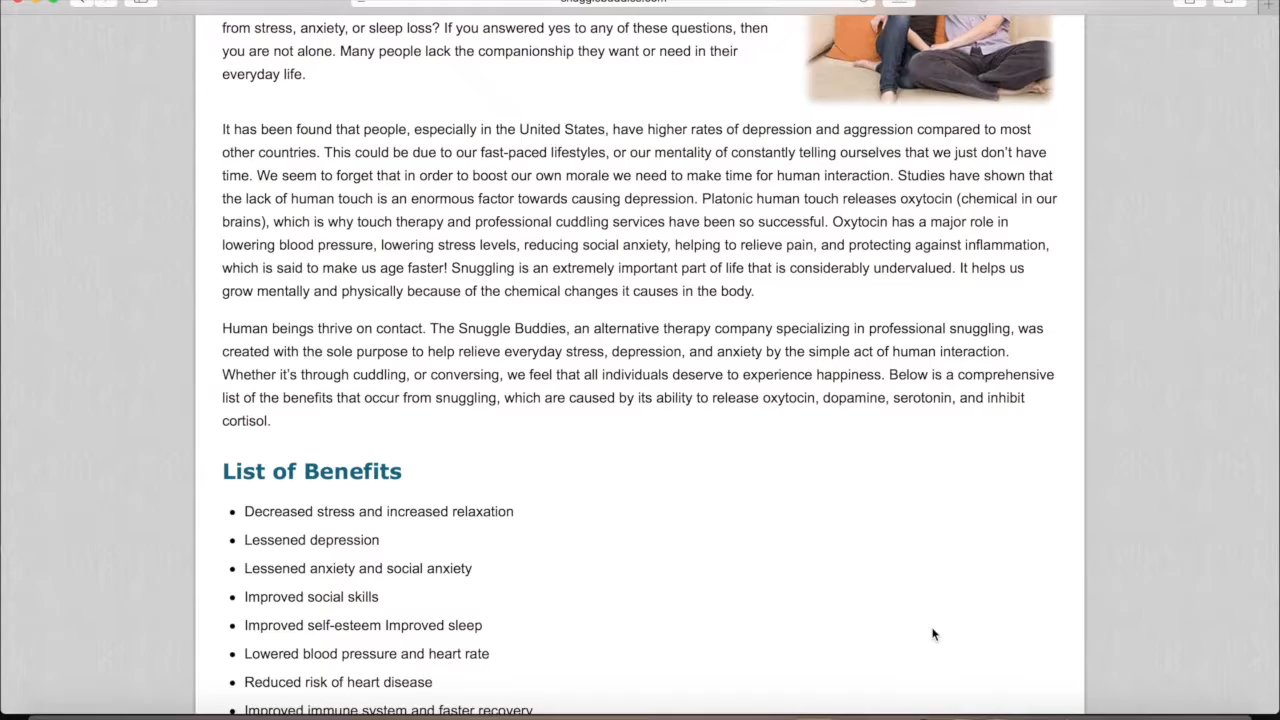 from stress, anxiety, or sleep loss? If you answered yes to any of these questions, then
you are not alone. Many people lack the companionship they want or need in their
everyday life.
It has been found that people, especially in the United States, have higher rates of depression and aggression compared to most
other countries. This could be due to our fast-paced lifestyles, or our mentality of constantly telling ourselves that we just don’t have
time. We seem to forget that in order to boost our own morale we need to make time for human interaction. Studies have shown that
the lack of human touch is an enormous factor towards causing depression. Platonic human touch releases oxytocin (chemical in our
brains), which is why touch therapy and professional cuddling services have been so successful. Oxytocin has a major role in
lowering blood pressure, lowering stress levels, reducing social anxiety, helping to relieve pain, and protecting against inflammation,
which is said to make us age faster! Snuggling is an extremely important part of life that is considerably undervalued. It helps us
grow mentally and physically because of the chemical changes it causes in the body.
Human beings thrive on contact. The Snuggle Buddies, an alternative therapy company specializing in professional snuggling, was
created with the sole purpose to help relieve everyday stress, depression, and anxiety by the simple act of human interaction.
Whether it’s through cuddling, or conversing, we feel that all individuals deserve to experience happiness. Below is a comprehensive
list of the benefits that occur from snuggling, which are caused by its ability to release oxytocin, dopamine, serotonin, and inhibit
cortisol.
List of Benefits
• Decreased stress and increased relaxation
• Lessened depression
• Lessened anxiety and social anxiety
• Improved social skills
• Improved self-esteem Improved sleep
• Lowered blood pressure and heart rate
• Reduced risk of heart disease
• Improved immune system and faster recovery